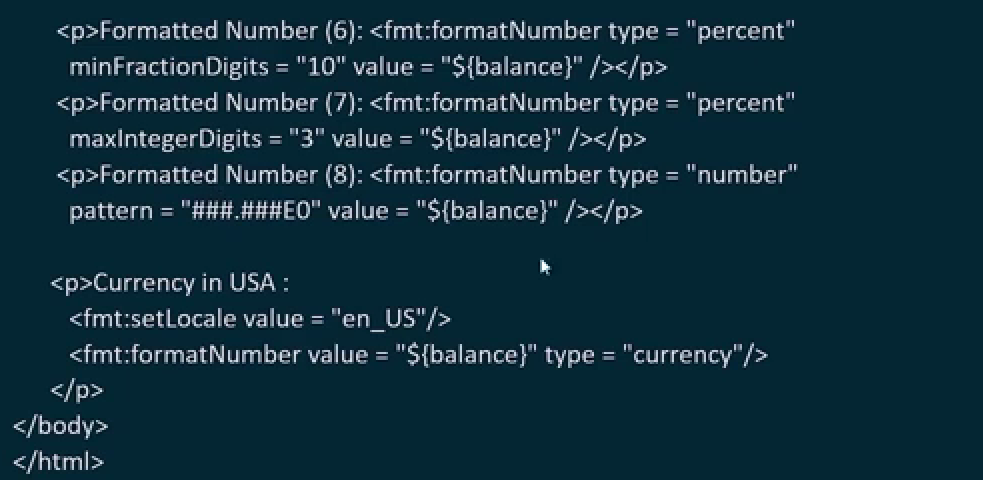 <p>Formatted Number (6): <fmt:formatNumber type = "percent"
minFractionDigits = "10" value = "${balance}" /></p>
<p>Formatted Number (7): <fmt:formatNumber type = "percent"
maxIntegerDigits = "3" value = "${balance}" /></p>
<p>Formatted Number (8): <fmt:formatNumber type = "number"
pattern = "###.###E0" value = "${balance}" /></p>
<p>Currency in USA :
<fmt:setLocale value = "en_US"/>
<fmt:formatNumber value = "${balance}" type = "currency"/>
</p>
</body>
</html>